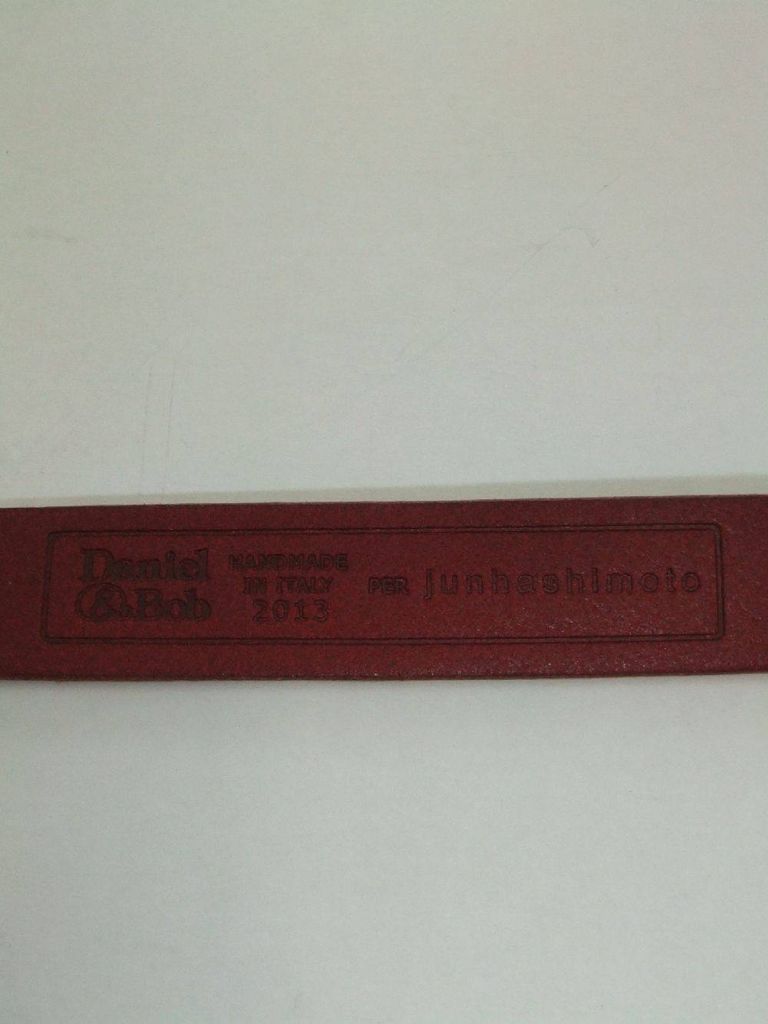 Daniel
& Bob
HANDMADE
IN ITALY
2013
PER junhashimoto